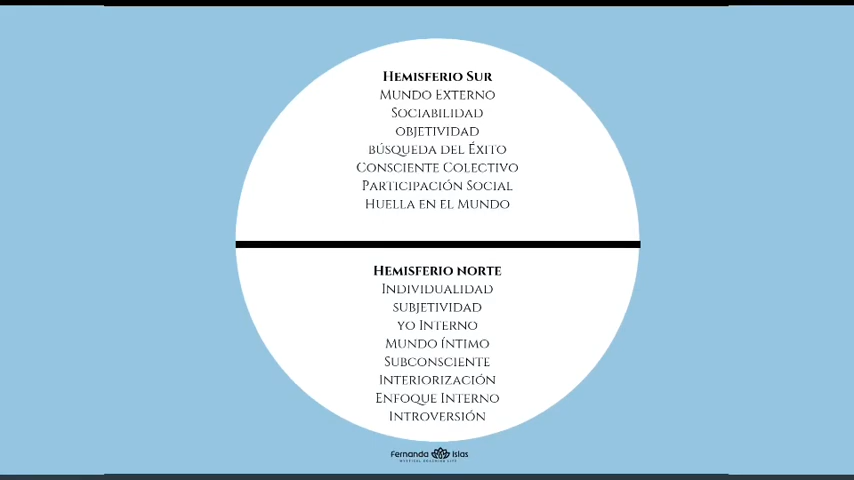 Hemisferio Sur
Mundo Externo
Sociabilidad
objetividad
búsqueda del Éxito
Consciente Colectivo
Participación Social
Huella en el Mundo
Hemisferio norte
Individualidad
subjetividad
yo Interno
Mundo íntimo
Subconsciente
Interiorización
Enfoque Interno
Introversión
Fernanda Islas